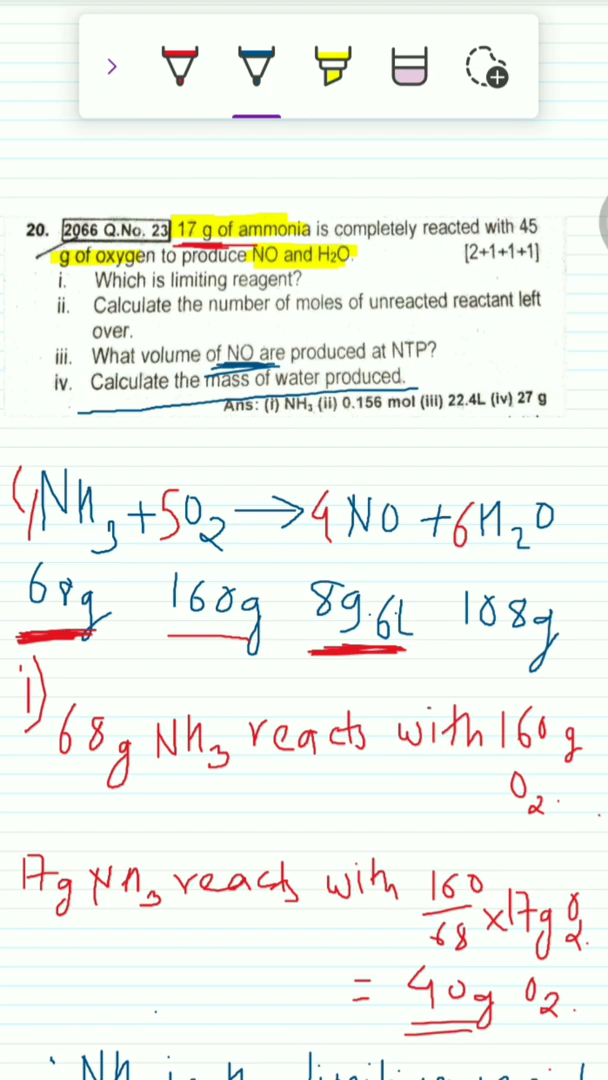 20. 2066 Q.No. 23 17 g of ammonia is completely reacted with 45
g of oxygen to produce NO and H₂O. [2+1+1+1]
i. Which is limiting reagent?
ii. Calculate the number of moles of unreacted reactant left
over.
iii. What volume of NO are produced at NTP?
iv. Calculate the mass of water produced.
Ans: (i) NH₃ (ii) 0.156 mol (iii) 22.4L (iv) 27 g
4NH₃ + 5O₂ → 4NO + 6H₂O
68g 160g 89.6L 108g
i)
68g NH₃ reacts with 160g
O₂.
17g NH₃ reacts with 160/68 x17g O₂.
= 40g O₂.